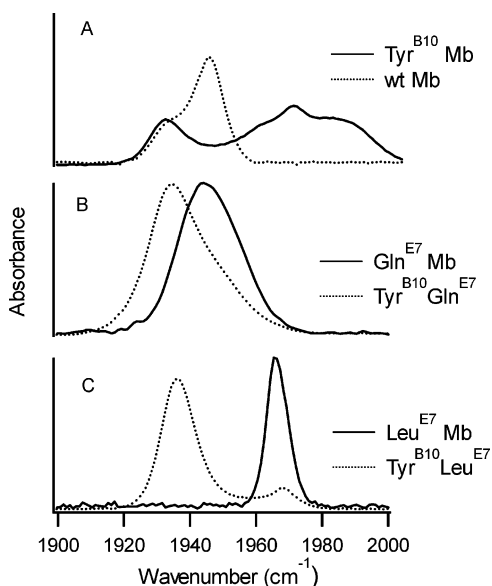 A
Tyr^B10 Mb
wt Mb
B
Gln^E7 Mb
Tyr^B10Gln^E7
C
Leu^E7 Mb
Tyr^B10Leu^E7
Absorbance
1900 1920 1940 1960 1980 2000
Wavenumber (cm^-1)